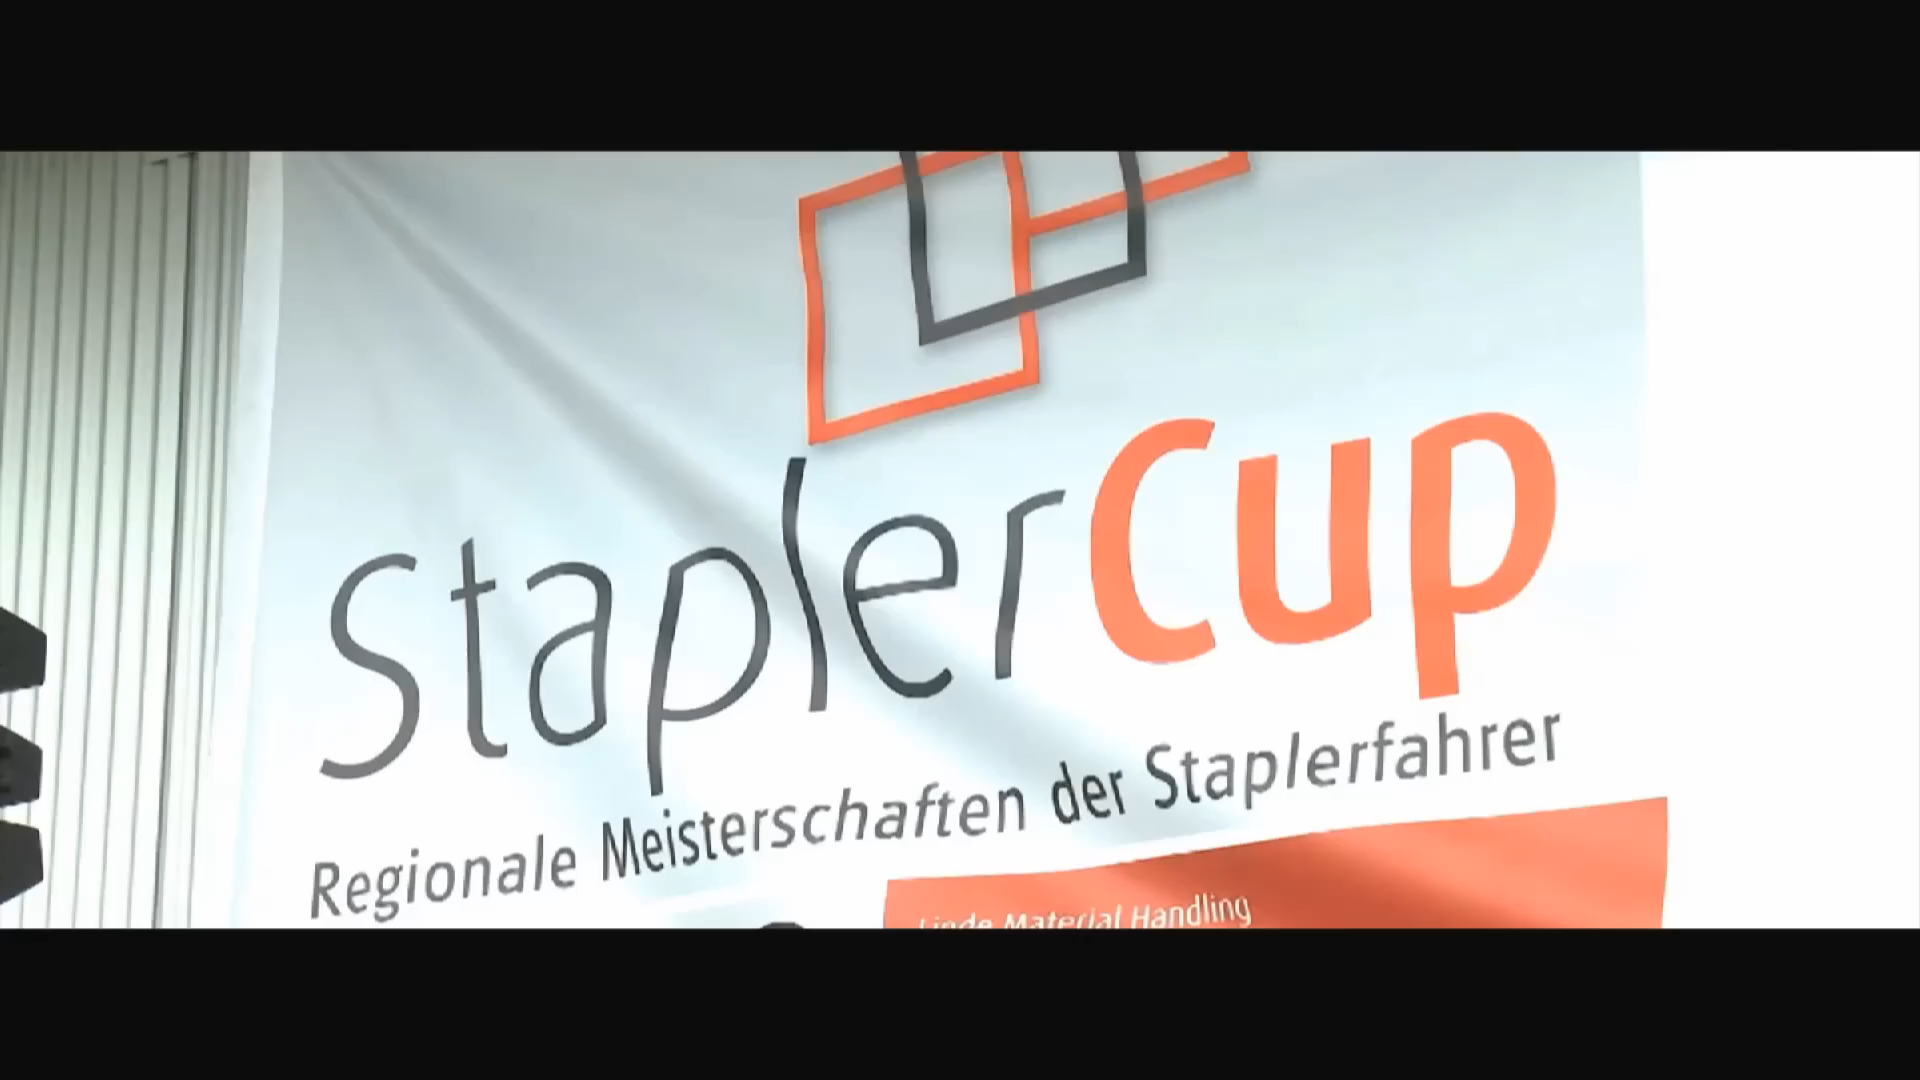 StaplerCup
Regionale Meisterschaften der Staplerfahrer
Linde Material Handling